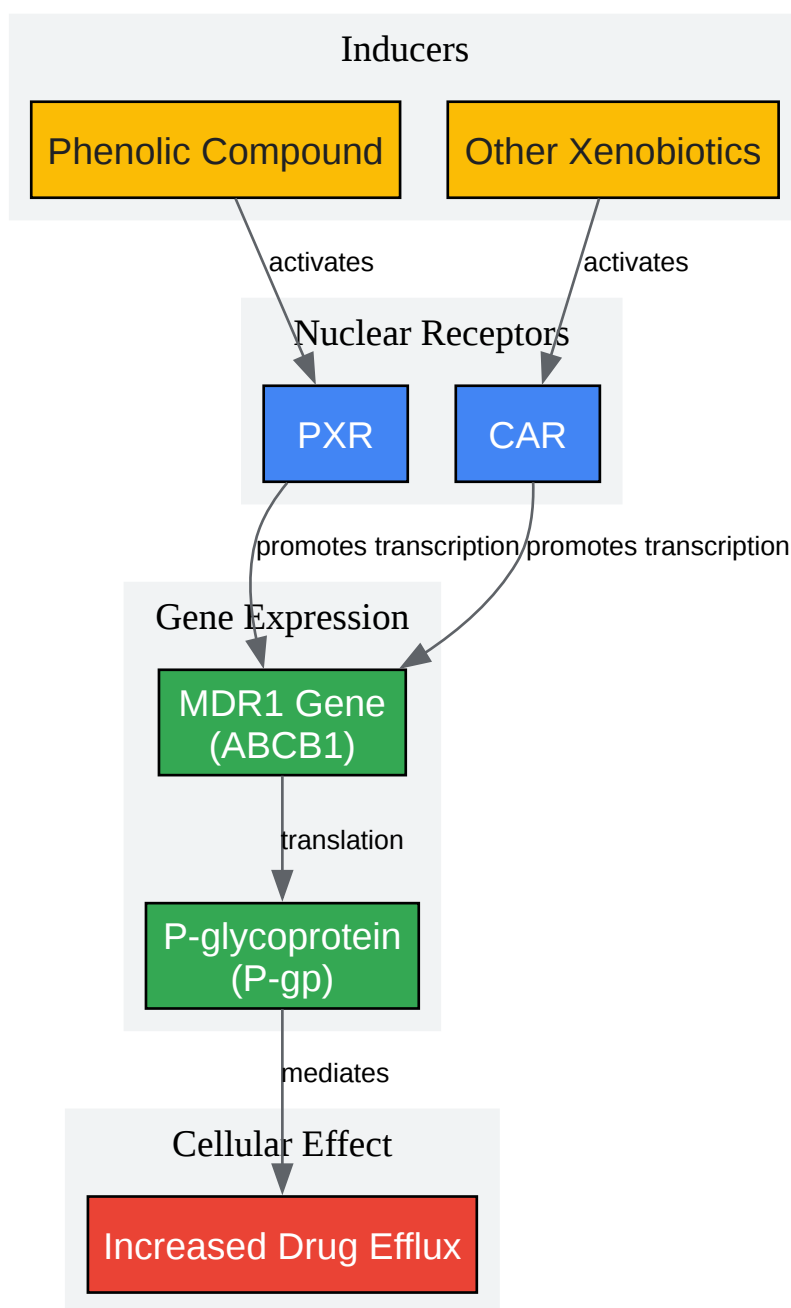 Inducers
Phenolic Compound
Other Xenobiotics
activates
activates
Nuclear Receptors
PXR
CAR
promotes transcription
promotes transcription
Gene Expression
MDR1 Gene
(ABCB1)
translation
P-glycoprotein
(P-gp)
mediates
Cellular Effect
Increased Drug Efflux